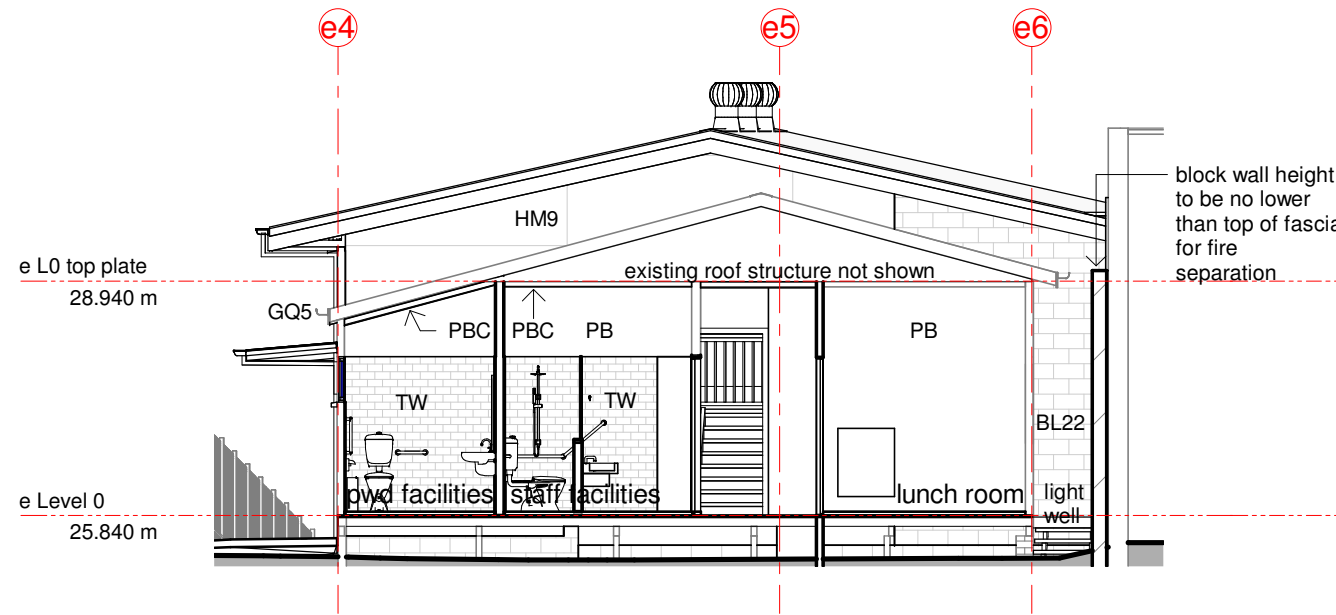 e4
e5
e6
block wall height
to be no lower
than top of fascia
for fire
separation
HM9
e L0 top plate
28.940 m
existing roof structure not shown
GQ5
PBC
PBC
PB
PB
TW
TW
BL22
pwd facilities
staff facilities
lunch room
light
well
e Level 0
25.840 m